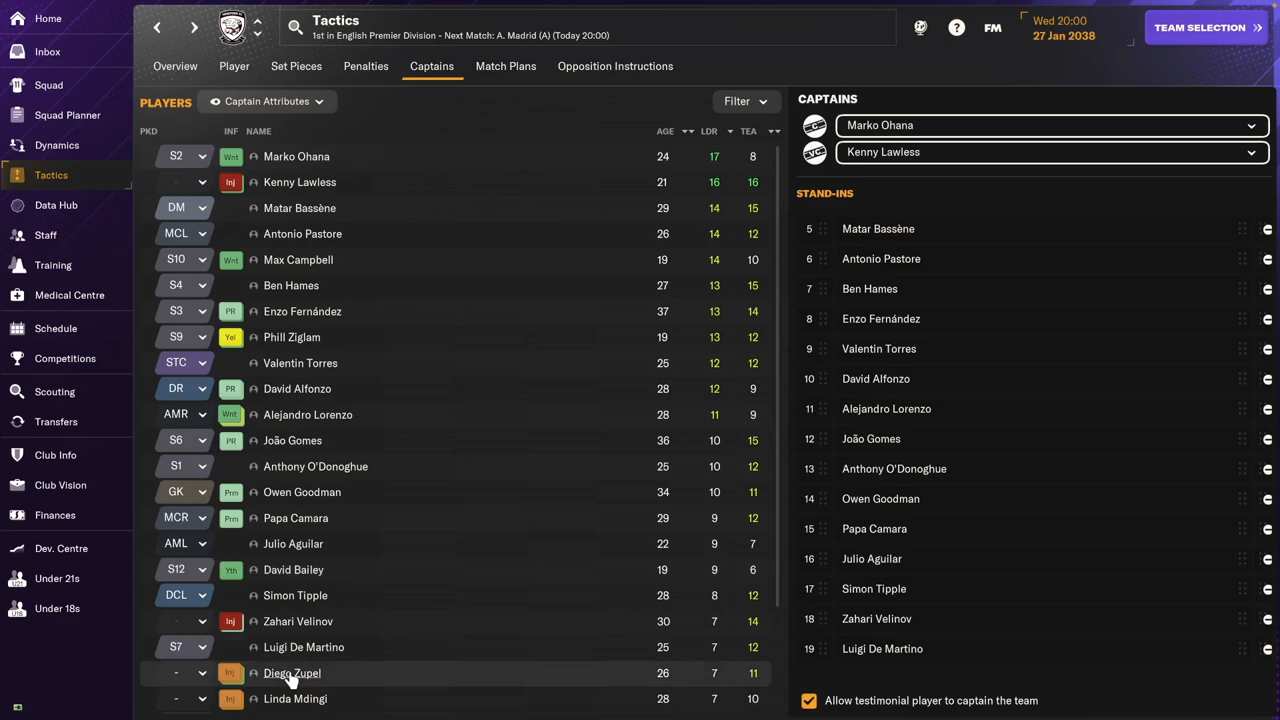 Home
Inbox
Squad
Squad Planner
Dynamics
Tactics
Data Hub
Staff
Training
Medical Centre
Schedule
Competitions
Scouting
Transfers
Club Info
Club Vision
Finances
Dev. Centre
U21 Under 21s
U18 Under 18s
Tactics
1st in English Premier Division - Next Match: A. Madrid (A) (Today 20:00)
? FM
Wed 20:00
27 Jan 2038
TEAM SELECTION
Overview Player Set Pieces Penalties Captains Match Plans Opposition Instructions
PLAYERS Captain Attributes Filter
PKD INF NAME AGE LDR TEA
S2 Wnt Marko Ohana 24 17 8
- Inj Kenny Lawless 21 16 16
DM Matar Bassène 29 14 15
MCL Antonio Pastore 26 14 12
S10 Wnt Max Campbell 19 14 10
S4 Ben Hames 27 13 15
S3 PR Enzo Fernández 37 13 14
S9 Yel Phill Ziglam 19 13 12
STC Valentin Torres 25 12 12
DR PR David Alfonzo 28 12 9
AMR Wnt Alejandro Lorenzo 28 11 9
S6 PR João Gomes 36 10 15
S1 Anthony O'Donoghue 25 10 12
GK Prm Owen Goodman 34 10 11
MCR Prm Papa Camara 29 9 12
AML Julio Aguilar 22 9 7
S12 Yth David Bailey 19 9 6
DCL Simon Tipple 28 8 12
- Inj Zahari Velinov 30 7 14
S7 Luigi De Martino 25 7 12
- Inj Diego Zupel 26 7 11
- Inj Linda Mdingi 28 7 10
CAPTAINS
C Marko Ohana
VC Kenny Lawless
STAND-INS
5 Matar Bassène
6 Antonio Pastore
7 Ben Hames
8 Enzo Fernández
9 Valentin Torres
10 David Alfonzo
11 Alejandro Lorenzo
12 João Gomes
13 Anthony O'Donoghue
14 Owen Goodman
15 Papa Camara
16 Julio Aguilar
17 Simon Tipple
18 Zahari Velinov
19 Luigi De Martino
Allow testimonial player to captain the team